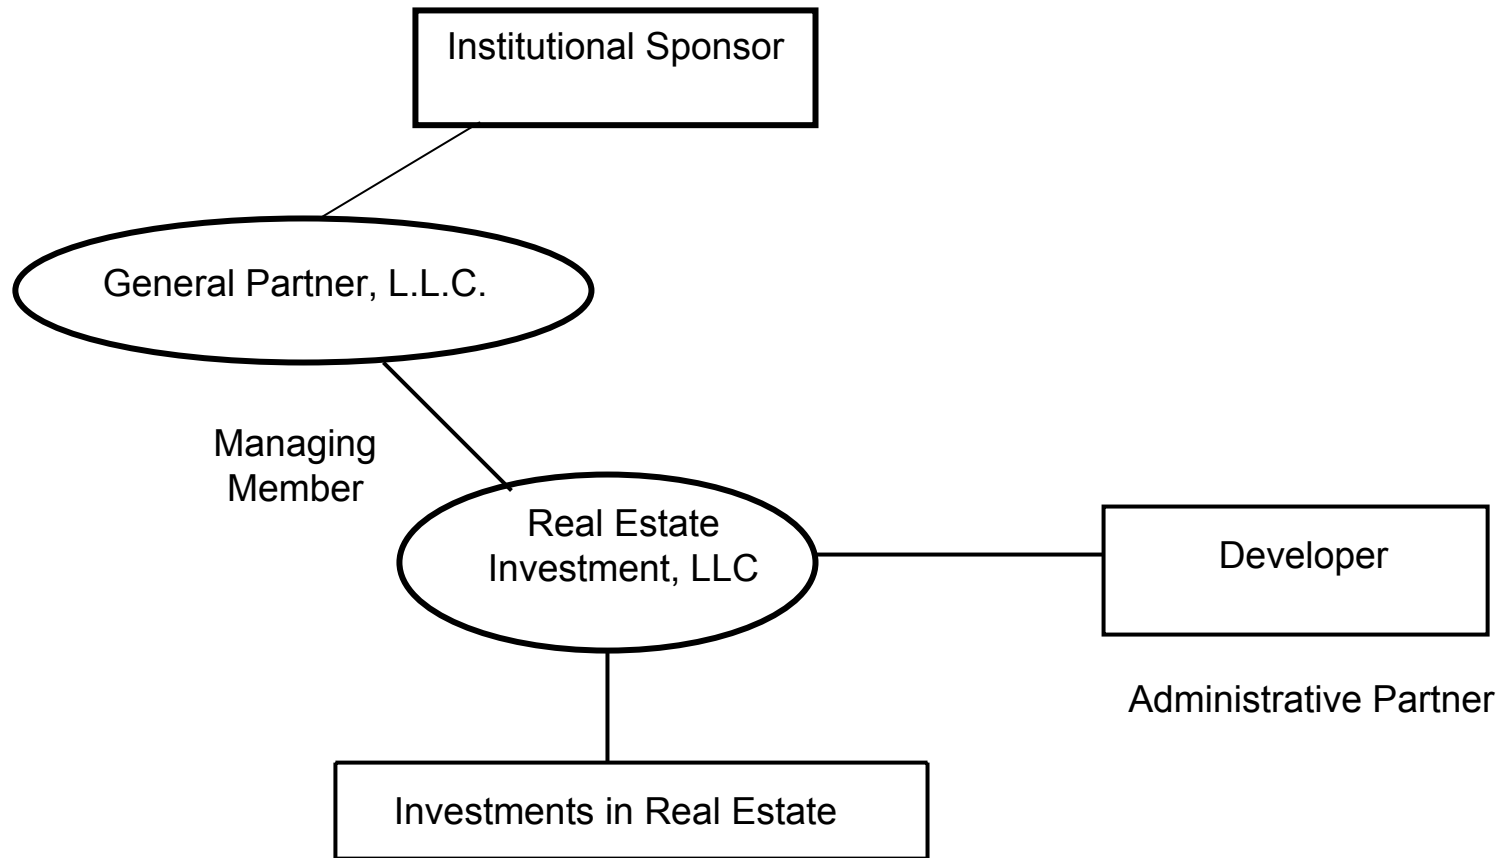 Institutional Sponsor
General Partner, L.L.C.
Managing
Member
Real Estate
Investment, LLC
Developer
Administrative Partner
Investments in Real Estate